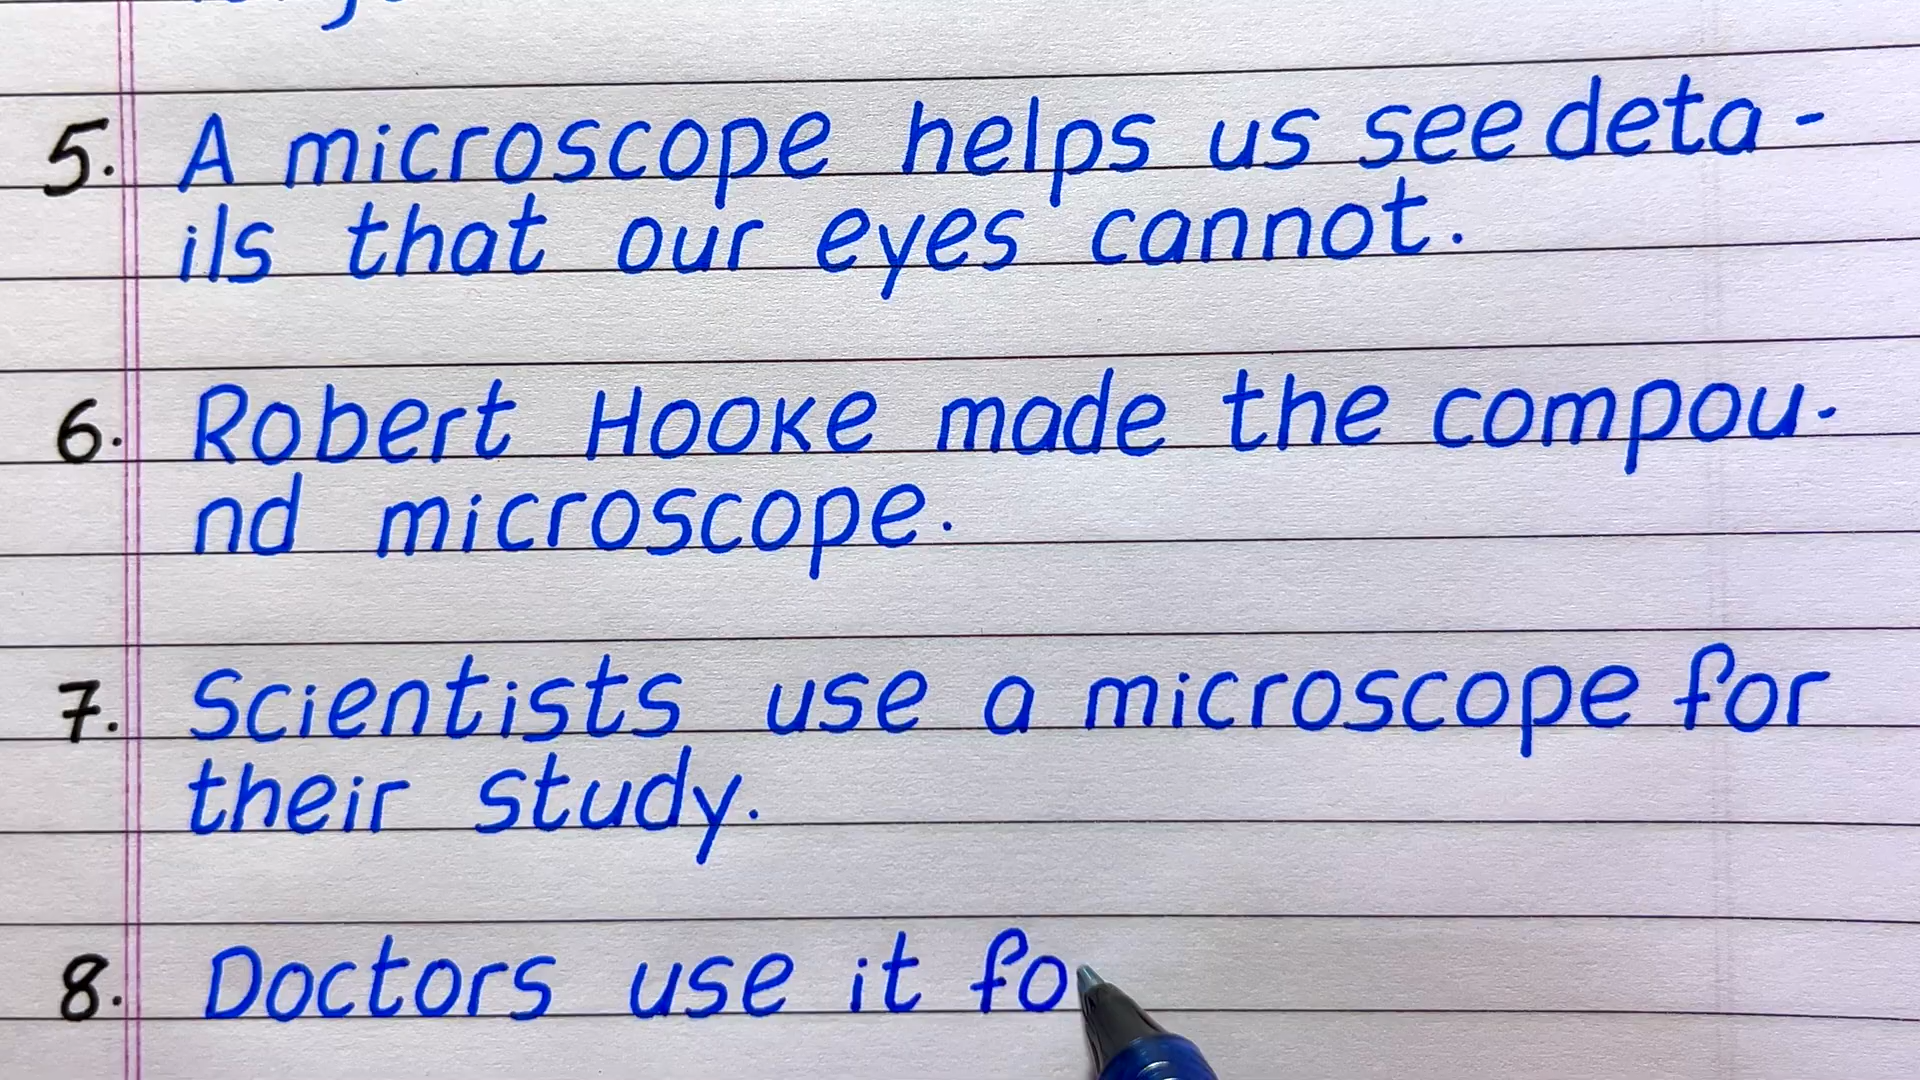 5. A microscope helps us see deta-
ils that our eyes cannot.
6. Robert Hooke made the compou-
nd microscope.
7. Scientists use a microscope for
their study.
8. Doctors use it fo